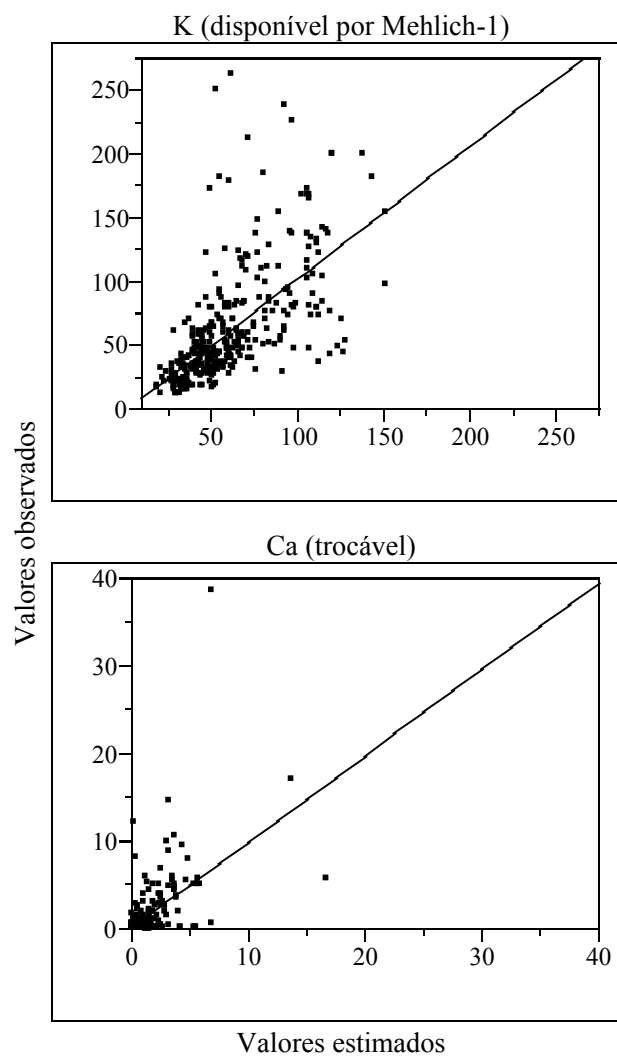 K (disponível por Mehlich-1)
250
200
150
100
50
0
50 100 150 200 250
Valores observados
Ca (trocável)
40
30
20
10
0
0 10 20 30 40
Valores estimados